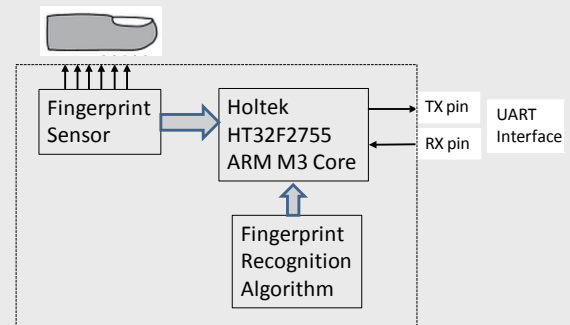 Fingerprint
Sensor
Holtek
HT32F2755
ARM M3 Core
TX pin
RX pin
UART
Interface
Fingerprint
Recognition
Algorithm